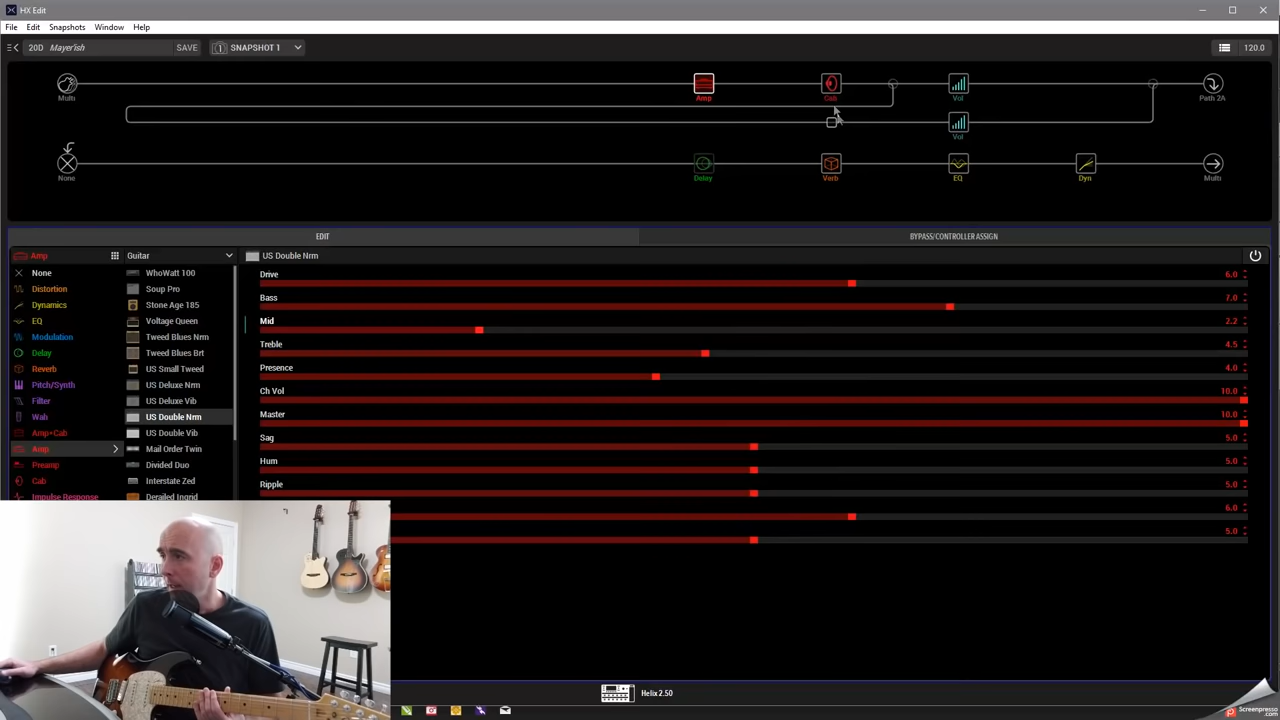 HX Edit
File Edit Snapshots Window Help
20D Mayer'ish SAVE SNAPSHOT 1 120.0
Multi Amp Cab Vol Path 2A
Vol
None Delay Verb EQ Dyn Multi
EDIT BYPASS/CONTROLLER ASSIGN
Amp Guitar US Double Nrm
None WhoWatt 100 Drive 6.0
Distortion Soup Pro
Dynamics Stone Age 185 Bass 7.0
EQ Voltage Queen Mid 2.2
Modulation Tweed Blues Nrm
Delay Tweed Blues Brt Treble 4.5
Reverb US Small Tweed Presence 4.0
Pitch/Synth US Deluxe Nrm
Filter US Deluxe Vib Ch Vol 10.0
Wah US Double Nrm Master 10.0
Amp+Cab US Double Vib
Amp Mail Order Twin Sag 5.0
Preamp Divided Duo Hum 5.0
Cab Interstate Zed Ripple 5.0
Impulse Response Derailed Ingrid
6.0
5.0
Helix 2.50
Screenpresso
.com